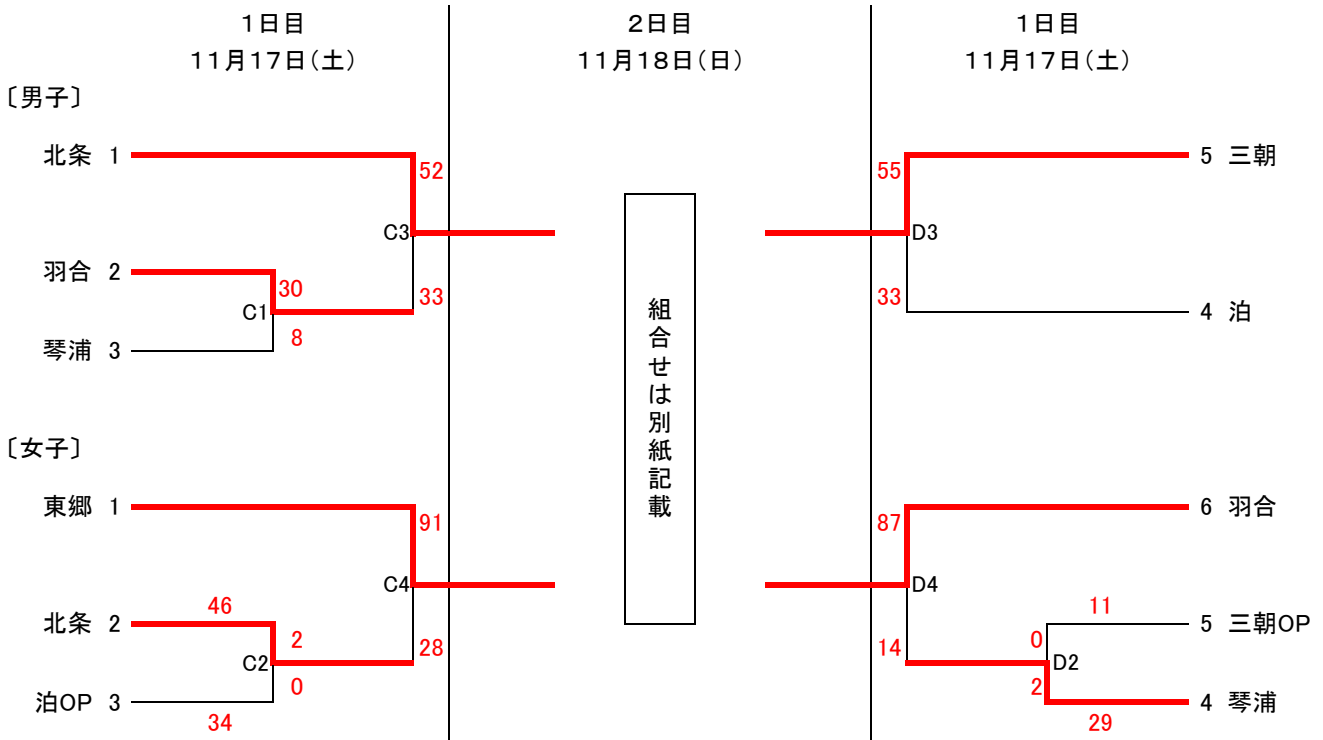 1日目
11月17日(土)
2日目
11月18日(日)
1日目
11月17日(土)
〔男子〕
北条 1
52
C3
羽合 2
30
C1
8
33
琴浦 3
組合せは別紙記載
55
5 三朝
D3
33
4 泊
〔女子〕
東郷 1
91
C4
46
北条 2
2
C2
0
28
泊OP 3
34
87
6 羽合
D4
11
5 三朝OP
0
14
D2
2
4 琴浦
29